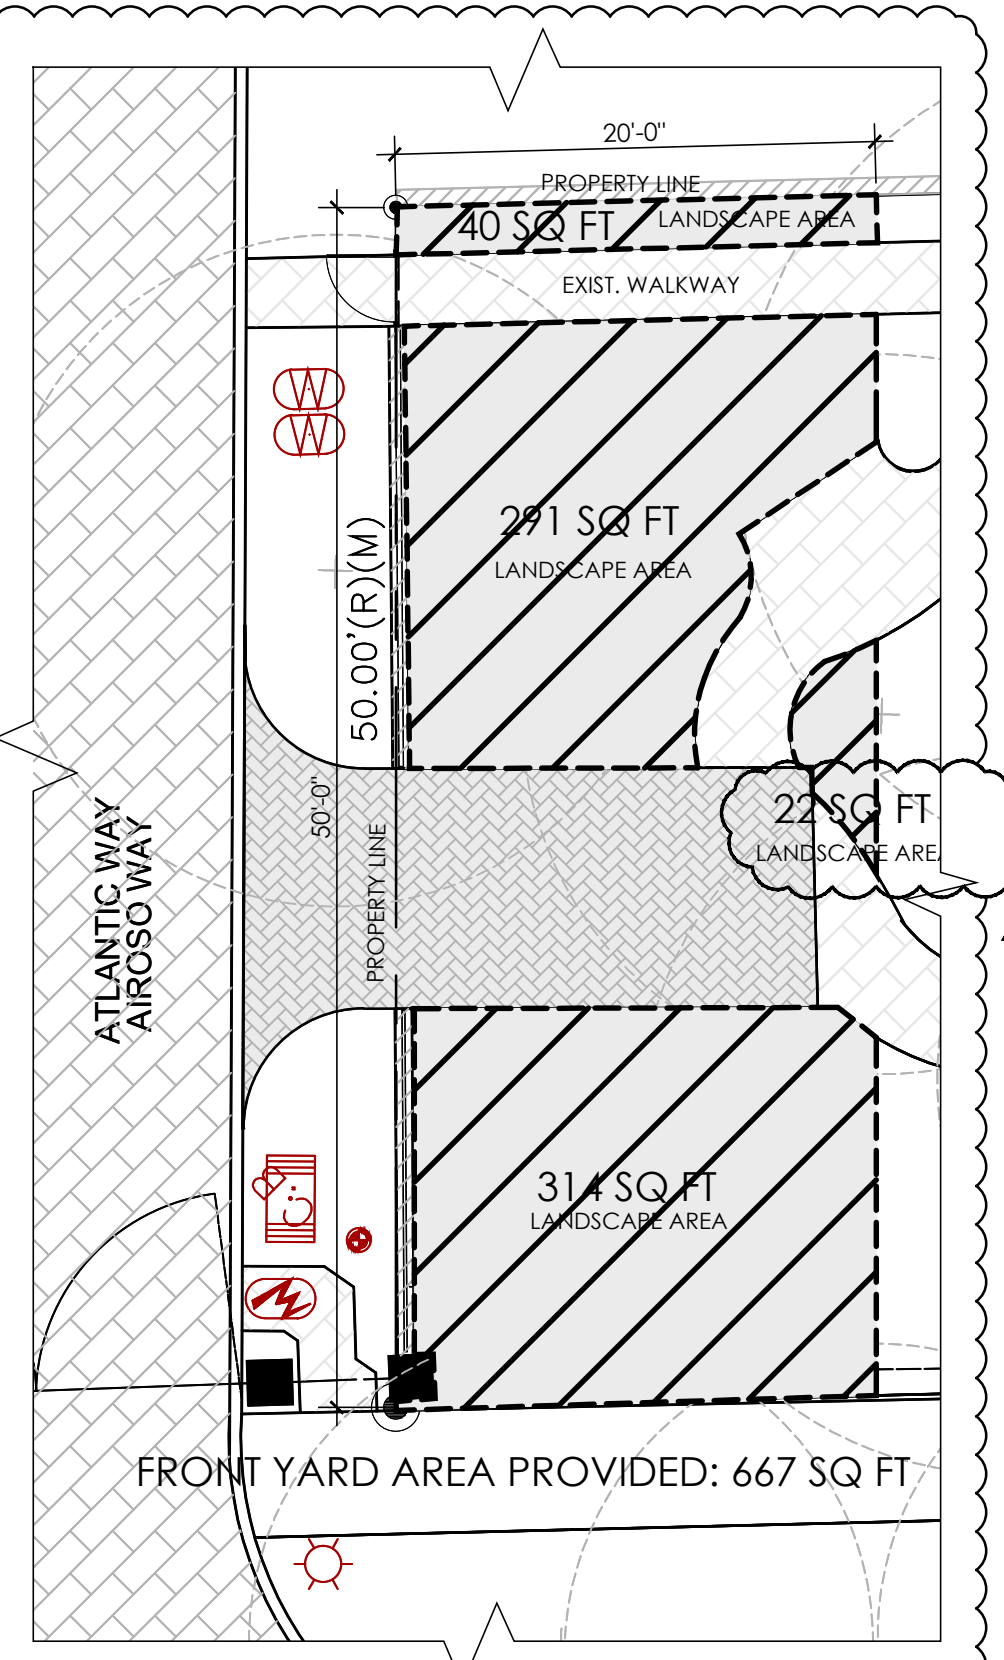 20'-0"
PROPERTY LINE
40 SQ FT
LANDSCAPE AREA
EXIST. WALKWAY
291 SQ FT
LANDSCAPE AREA
50.00'(R)(M)
50'-0"
PROPERTY LINE
ATLANTIC WAY
AIROSO WAY
22 SQ FT
LANDSCAPE AREA
314 SQ FT
LANDSCAPE AREA
FRONT YARD AREA PROVIDED: 667 SQ FT